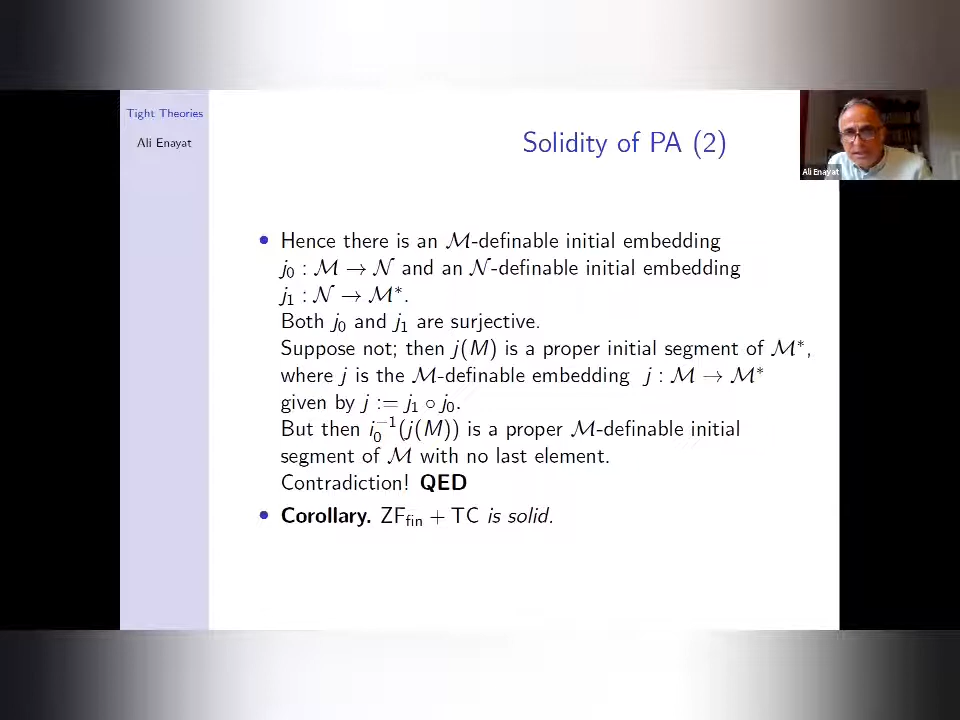 Tight Theories
Ali Enayat
Solidity of PA (2)
Ali Enayat
• Hence there is an ℳ-definable initial embedding
j₀ : ℳ → 𝒩 and an 𝒩-definable initial embedding
j₁ : 𝒩 → ℳ*.
Both j₀ and j₁ are surjective.
Suppose not; then j(M) is a proper initial segment of ℳ*,
where j is the ℳ-definable embedding j : ℳ → ℳ*
given by j := j₁ ∘ j₀.
But then i₀⁻¹(j(M)) is a proper ℳ-definable initial
segment of ℳ with no last element.
Contradiction! QED
• Corollary. ZF_fin + TC is solid.